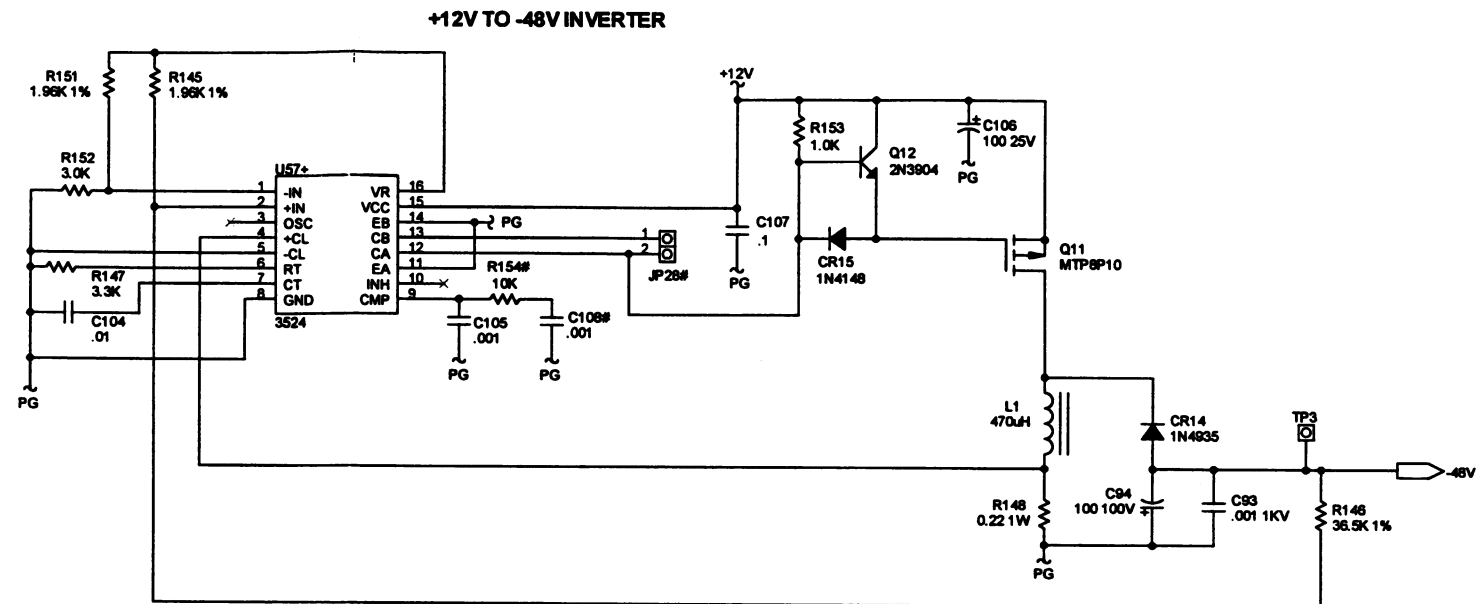 +12V TO -48V INVERTER
R151
1.96K 1%
R145
1.96K 1%
R152
3.0K
U57+
1 -IN VR 16
2 +IN VCC 15
3 OSC EB 14
4 +CL CB 13
5 -CL CA 12
6 RT EA 11
7 CT INH 10
8 GND CMP 9
3524
R147
3.3K
C104
.01
PG
PG
R154#
10K
C105
.001
C108#
.001
PG
PG
1
2
JP28#
+12V
R153
1.0K
Q12
2N3904
C106
+
100 25V
PG
C107
.1
PG
CR15
1N4148
Q11
MTP8P10
L1
470uH
CR14
1N4935
TP3
-48V
R148
0.22 1W
C94
100 100V
+
C93
.001 1KV
R146
36.5K 1%
PG